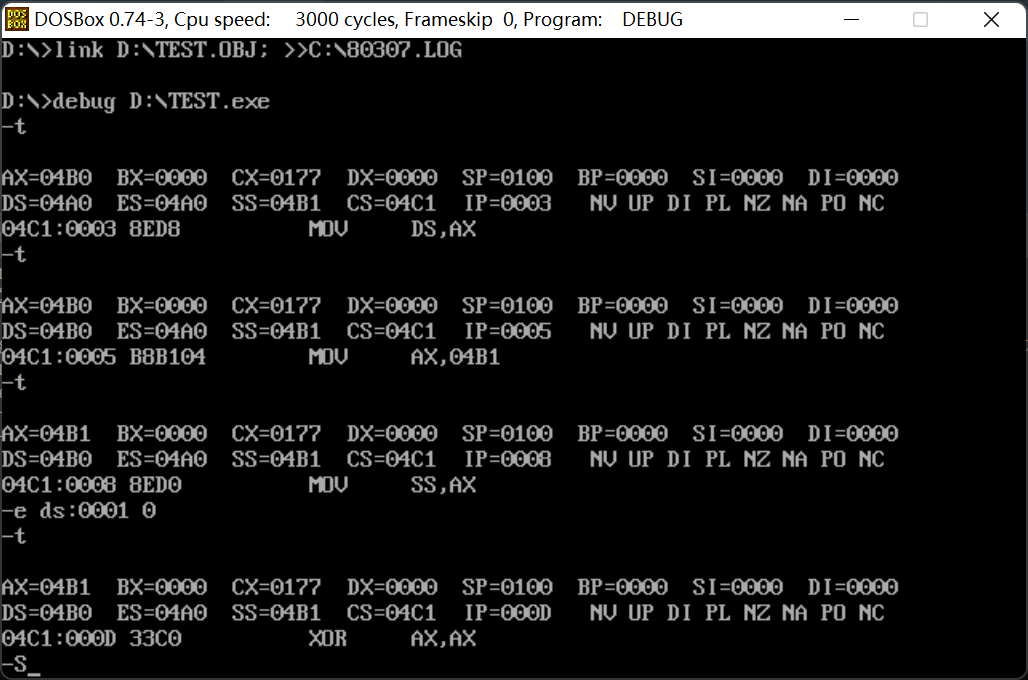 DOSBox 0.74-3, Cpu speed: 3000 cycles, Frameskip 0, Program: DEBUG
D:\>link D:\TEST.OBJ; >>C:\80307.LOG
D:\>debug D:\TEST.exe
-t
AX=04B0 BX=0000 CX=0177 DX=0000 SP=0100 BP=0000 SI=0000 DI=0000
DS=04A0 ES=04A0 SS=04B1 CS=04C1 IP=0003 NV UP DI PL NZ NA PO NC
04C1:0003 8ED8 MOV DS,AX
-t
AX=04B0 BX=0000 CX=0177 DX=0000 SP=0100 BP=0000 SI=0000 DI=0000
DS=04B0 ES=04A0 SS=04B1 CS=04C1 IP=0005 NV UP DI PL NZ NA PO NC
04C1:0005 B8B104 MOV AX,04B1
-t
AX=04B1 BX=0000 CX=0177 DX=0000 SP=0100 BP=0000 SI=0000 DI=0000
DS=04B0 ES=04A0 SS=04B1 CS=04C1 IP=0008 NV UP DI PL NZ NA PO NC
04C1:0008 8ED0 MOV SS,AX
-e ds:0001 0
-t
AX=04B1 BX=0000 CX=0177 DX=0000 SP=0100 BP=0000 SI=0000 DI=0000
DS=04B0 ES=04A0 SS=04B1 CS=04C1 IP=000D NV UP DI PL NZ NA PO NC
04C1:000D 33C0 XOR AX,AX
-S_